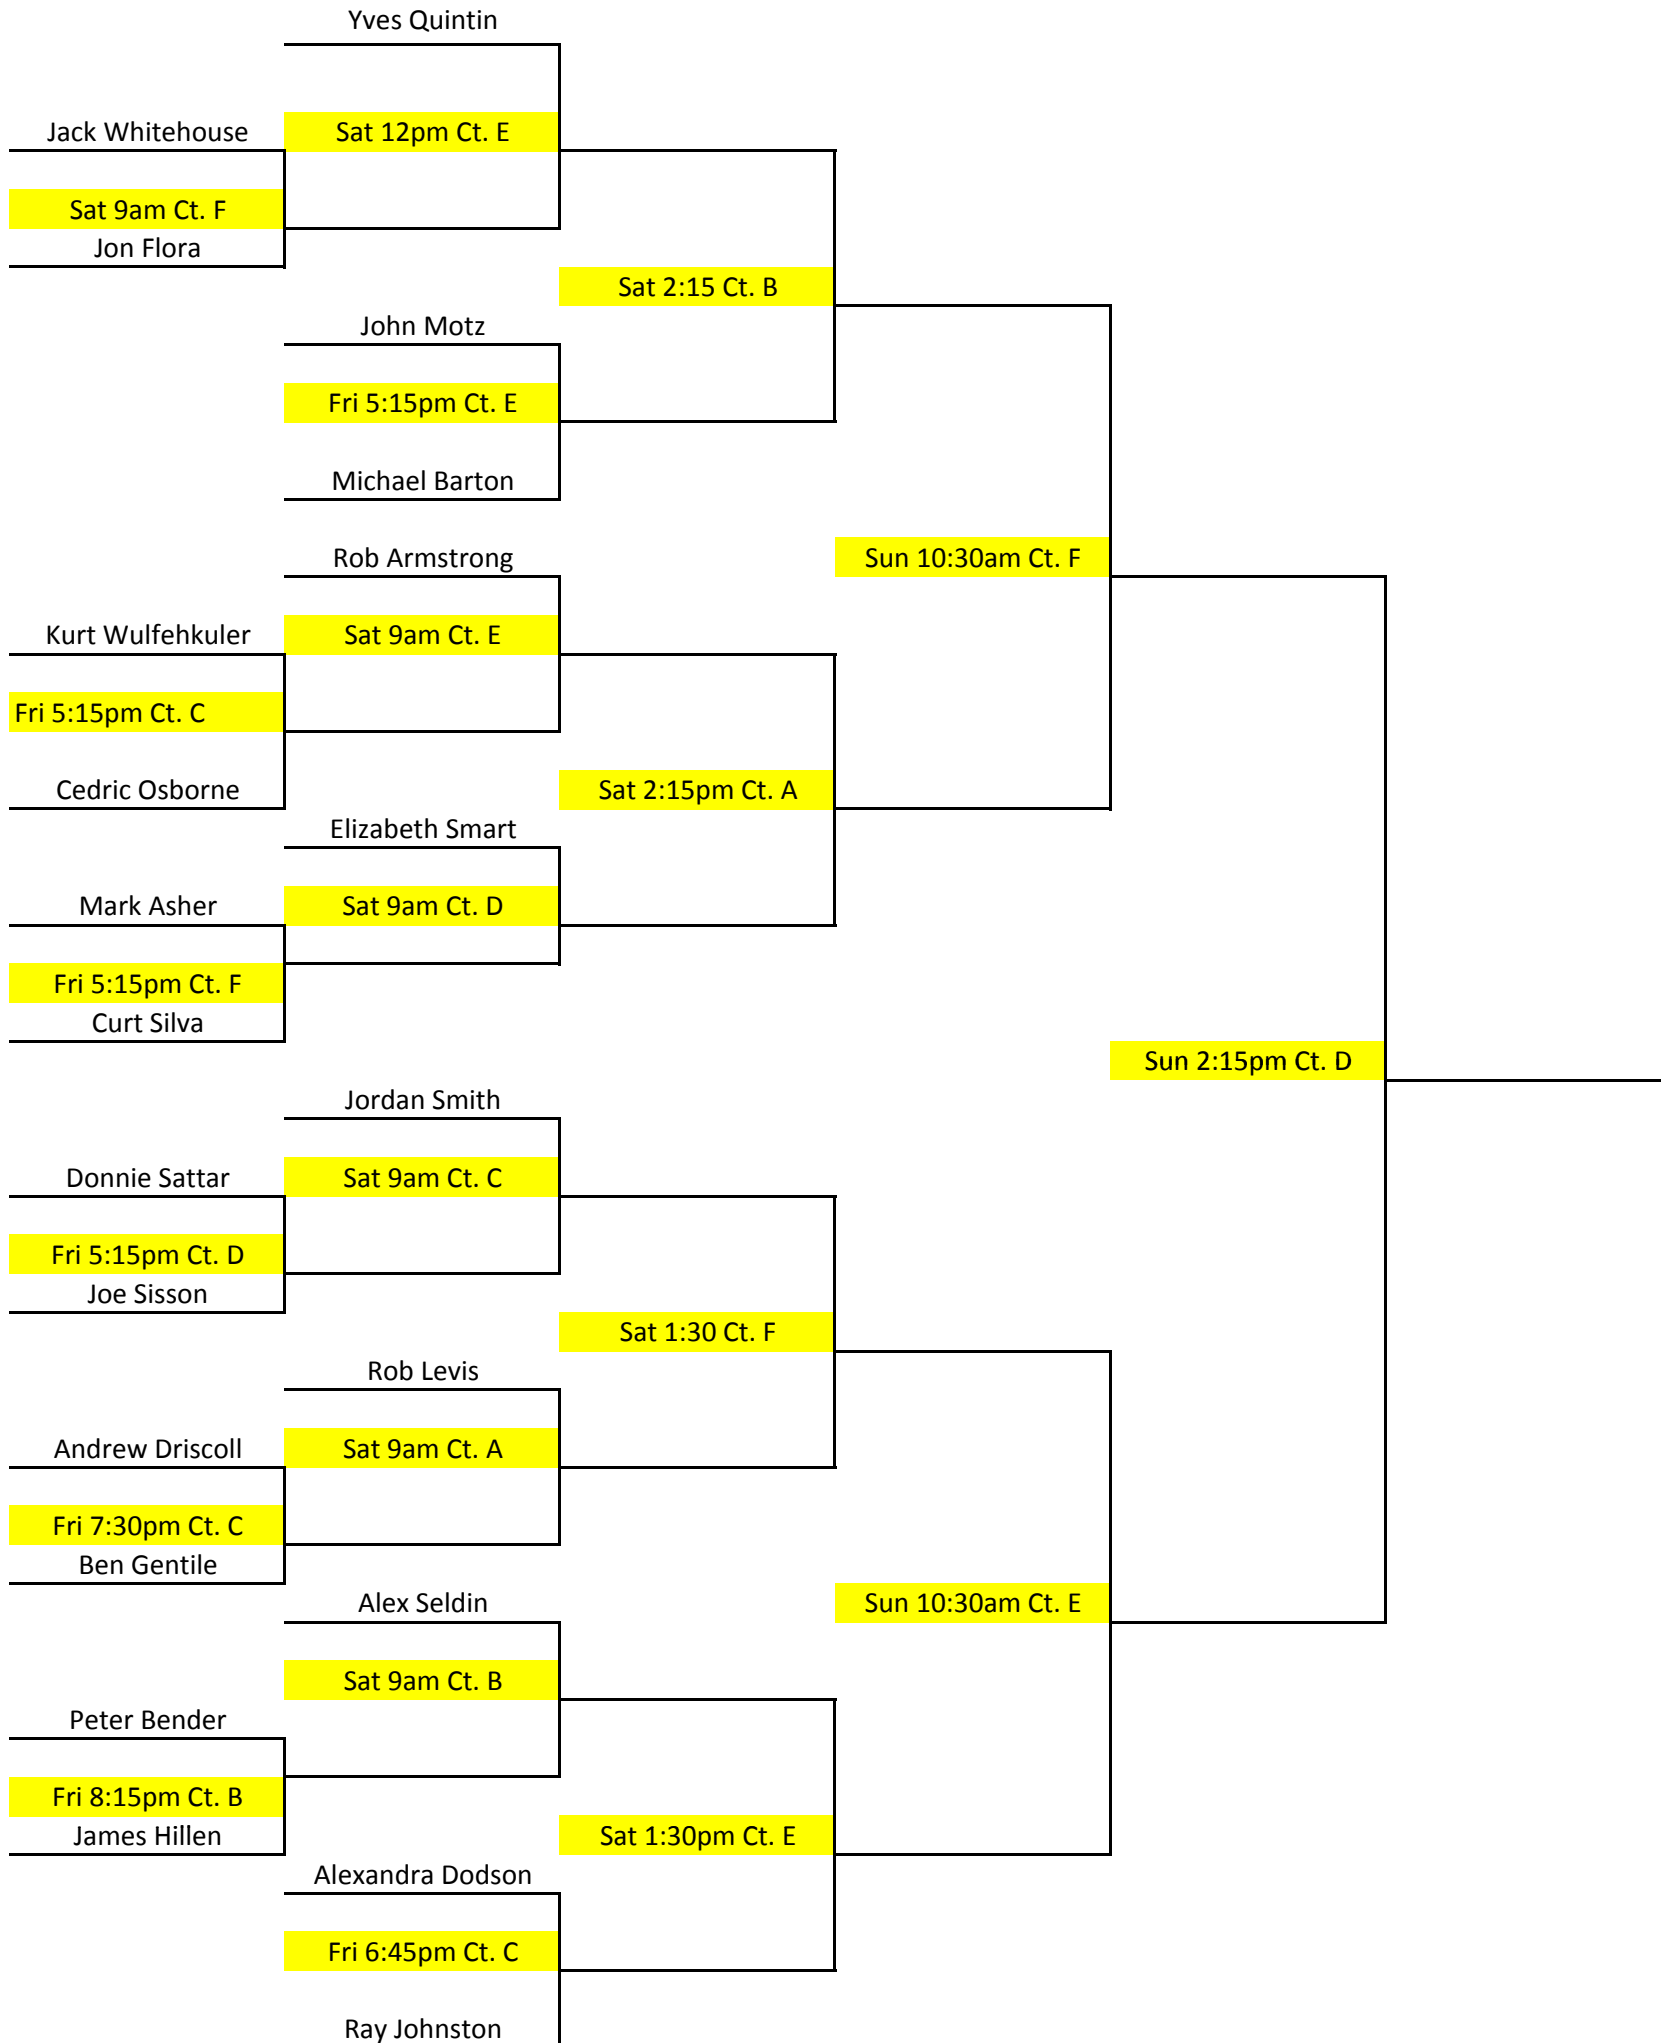 Yves Quintin
Jack Whitehouse
Sat 12pm Ct. E
Sat 9am Ct. F
Jon Flora
Sat 2:15 Ct. B
John Motz
Fri 5:15pm Ct. E
Michael Barton
Rob Armstrong
Sun 10:30am Ct. F
Kurt Wulfehkuler
Sat 9am Ct. E
Fri 5:15pm Ct. C
Cedric Osborne
Sat 2:15pm Ct. A
Elizabeth Smart
Mark Asher
Sat 9am Ct. D
Fri 5:15pm Ct. F
Curt Silva
Sun 2:15pm Ct. D
Jordan Smith
Donnie Sattar
Sat 9am Ct. C
Fri 5:15pm Ct. D
Joe Sisson
Sat 1:30 Ct. F
Rob Levis
Andrew Driscoll
Sat 9am Ct. A
Fri 7:30pm Ct. C
Ben Gentile
Alex Seldin
Sun 10:30am Ct. E
Sat 9am Ct. B
Peter Bender
Fri 8:15pm Ct. B
James Hillen
Sat 1:30pm Ct. E
Alexandra Dodson
Fri 6:45pm Ct. C
Ray Johnston